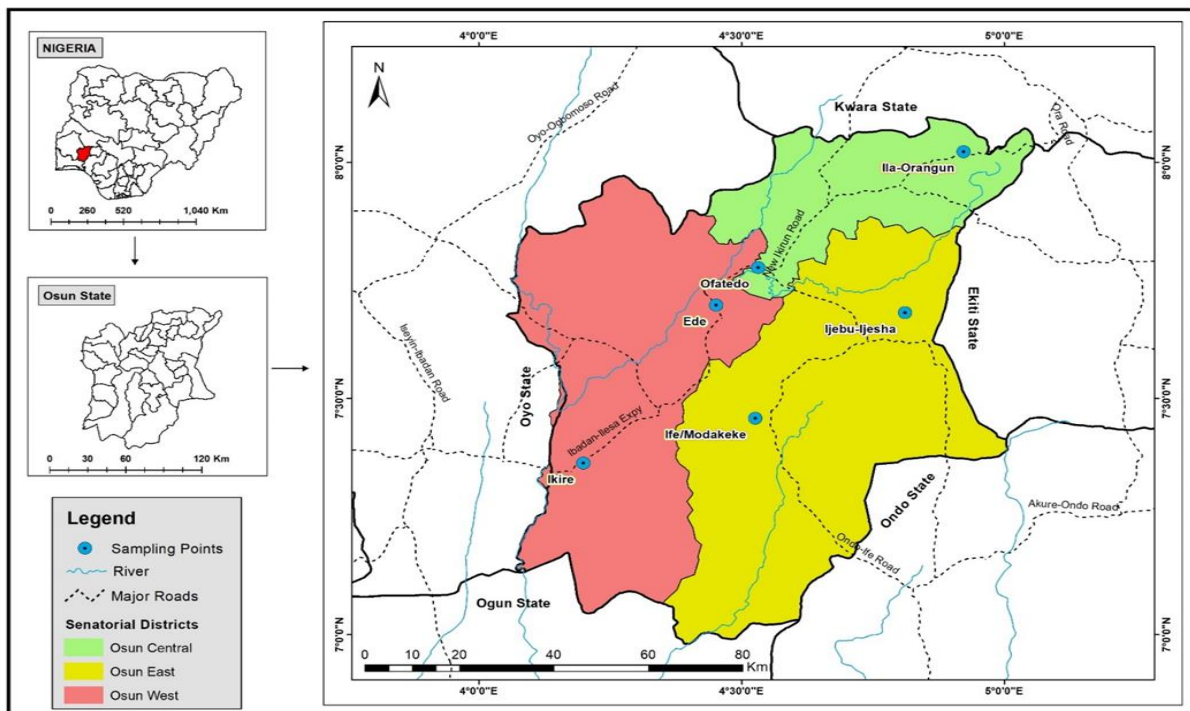 NIGERIA
0 260 520 1,040 Km
Osun State
0 30 60 120 Km
Legend
Sampling Points
River
Major Roads
Senatorial Districts
Osun Central
Osun East
Osun West
4°0'0"E 4°30'0"E 5°0'0"E
N
Oyo-Ogbomoso Road
Kwara State
Ora Road
8°0'0"N 8°0'0"N
Ila-Orangun
New Ikirun Road
Ofatedo
Ede
Ijebu-Ijesha
Ekiti State
Iseyin-Ibadan Road
Oyo State
7°30'0"N 7°30'0"N
Ife/Modakeke
Ibadan-Ilesa Expy
Ikire
Ondo State
Akure-Ondo Road
Ondo-Ife Road
Ogun State
7°0'0"N 7°0'0"N
0 10 20 40 60 80
Km
4°0'0"E 4°30'0"E 5°0'0"E